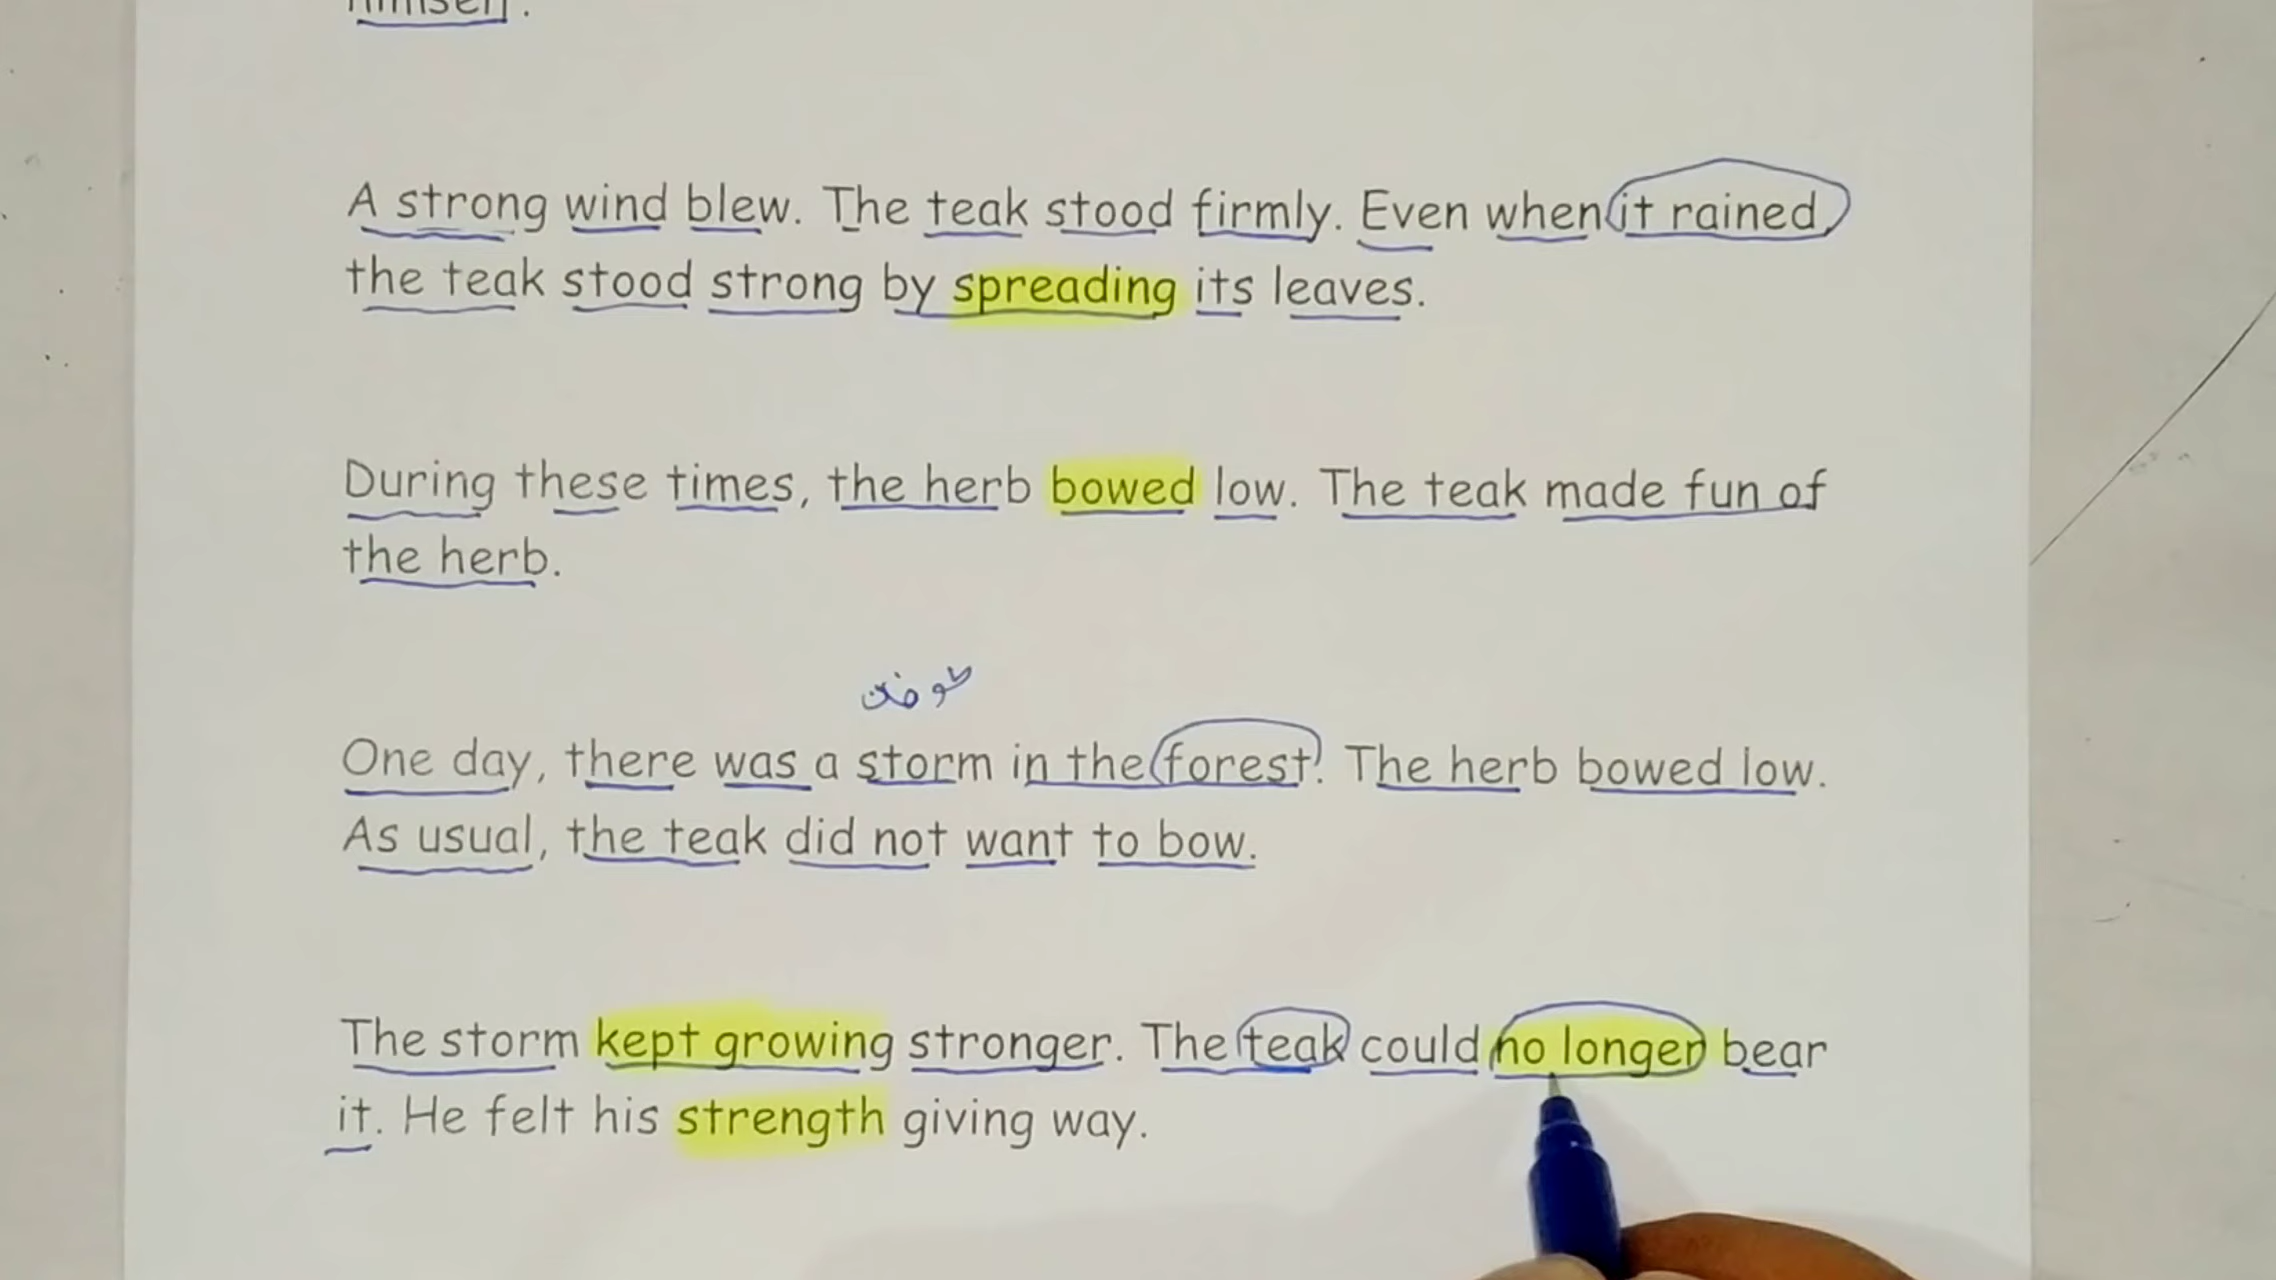 himself.
A strong wind blew. The teak stood firmly. Even when it rained
the teak stood strong by spreading its leaves.
During these times, the herb bowed low. The teak made fun of
the herb.
One day, there was a storm in the forest. The herb bowed low.
As usual, the teak did not want to bow.
The storm kept growing stronger. The teak could no longer bear
it. He felt his strength giving way.